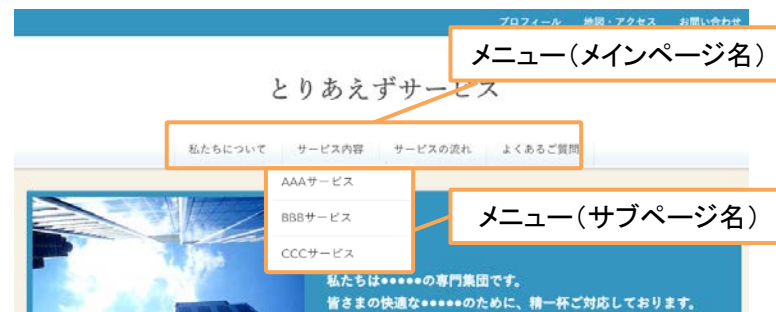 プロフィール 地図・アクセス お問い合わせ
メニュー(メインページ名)
とりあえずサービス
私たちについて サービス内容 サービスの流れ よくあるご質問
AAAサービス
BBBサービス
CCCサービス
メニュー(サブページ名)
私たちは●●●●●の専門集団です。
皆さまの快適な●●●●●のために、精一杯ご対応しております。